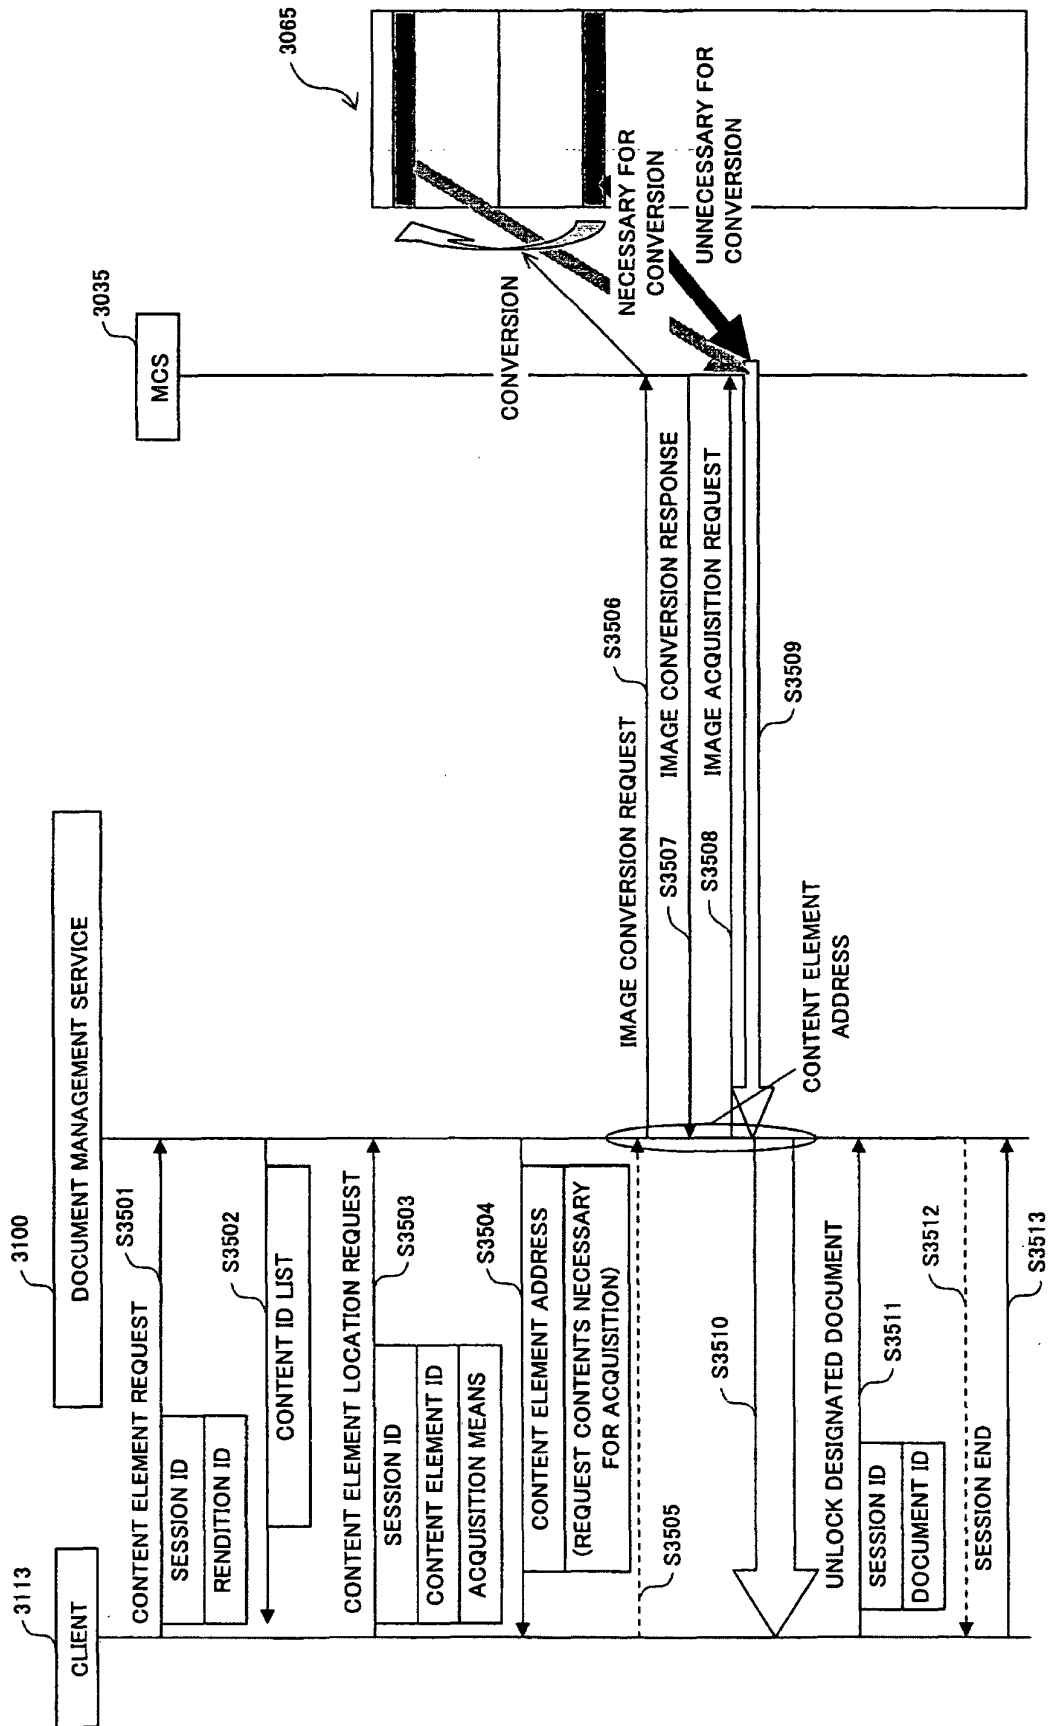 3113
CLIENT
3100
DOCUMENT MANAGEMENT SERVICE
3035
MCS
3065
CONTENT ELEMENT REQUEST
S3501
SESSION ID
RENDITION ID
S3502
CONTENT ID LIST
CONTENT ELEMENT LOCATION REQUEST
S3503
SESSION ID
CONTENT ELEMENT ID
ACQUISITION MEANS
S3504
CONTENT ELEMENT ADDRESS
(REQUEST CONTENTS NECESSARY
FOR ACQUISITION)
S3505
IMAGE CONVERSION REQUEST
S3506
CONVERSION
NECESSARY FOR
CONVERSION
UNNECESSARY FOR
CONVERSION
S3507
IMAGE CONVERSION RESPONSE
S3508
IMAGE ACQUISITION REQUEST
S3509
CONTENT ELEMENT
ADDRESS
S3510
UNLOCK DESIGNATED DOCUMENT
S3511
SESSION ID
DOCUMENT ID
S3512
SESSION END
S3513